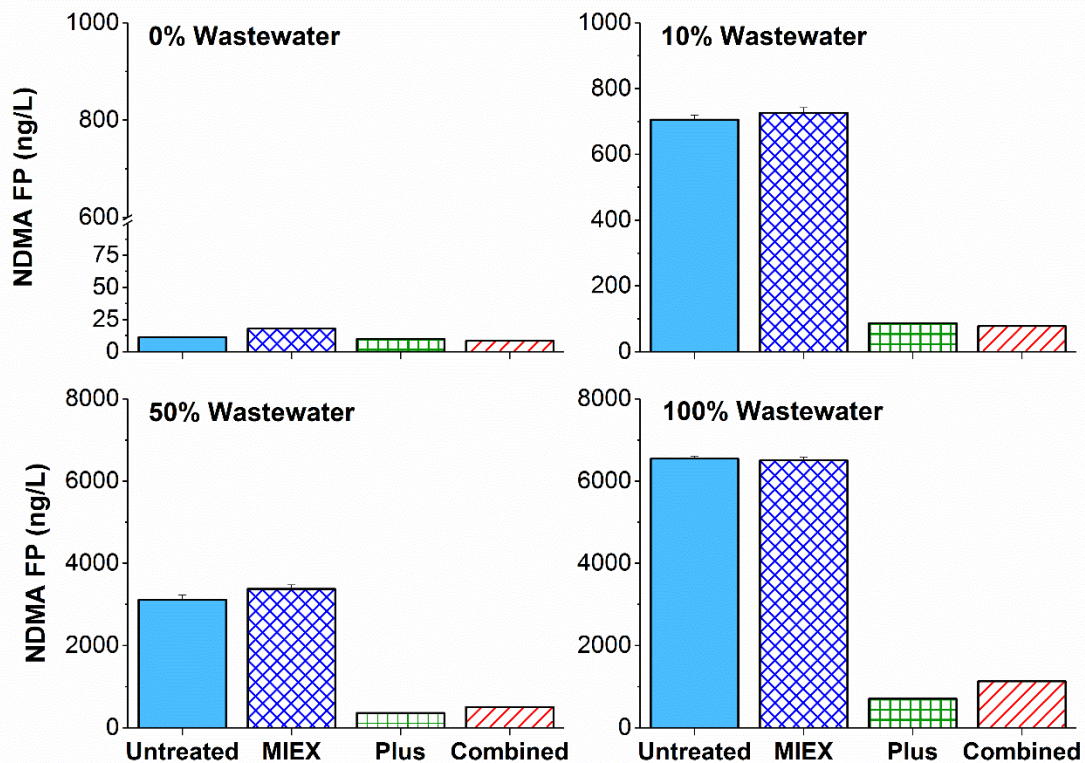 0% Wastewater
NDMA FP (ng/L)
1000
800
600
75
50
25
0
10% Wastewater
1000
800
600
400
200
0
50% Wastewater
NDMA FP (ng/L)
8000
6000
4000
2000
0
Untreated MIEX Plus Combined
100% Wastewater
8000
6000
4000
2000
0
Untreated MIEX Plus Combined